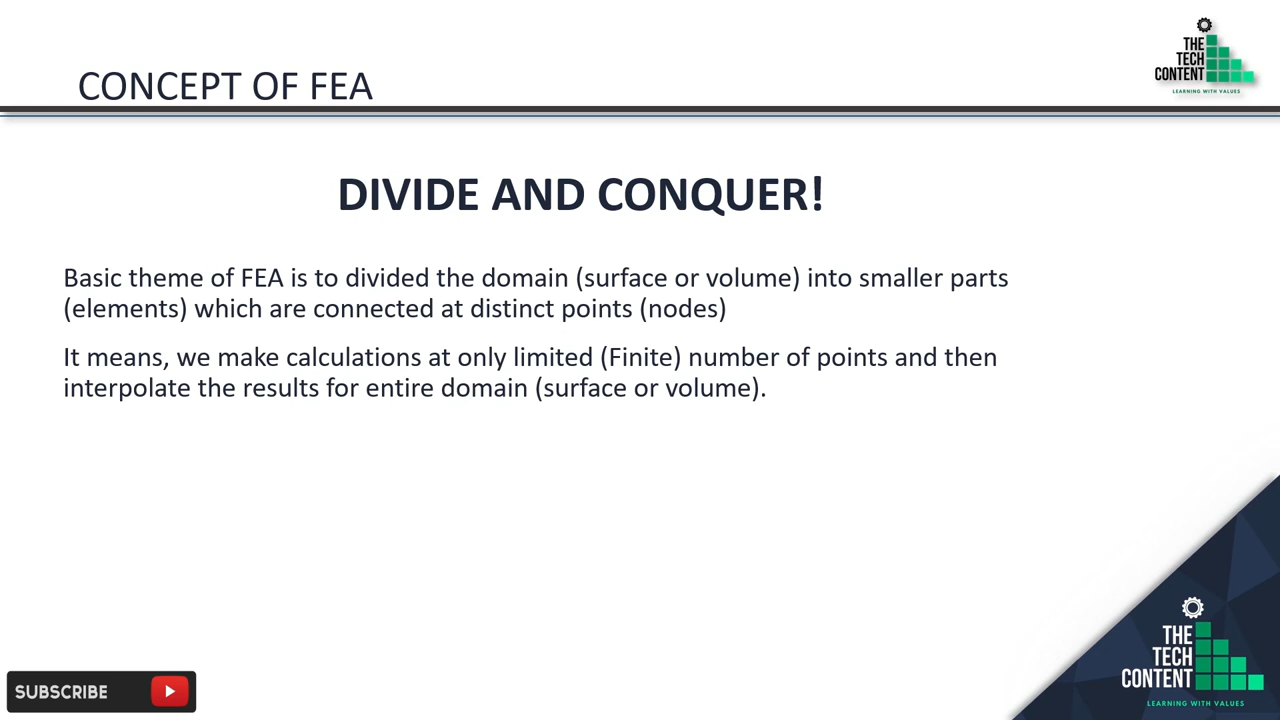 CONCEPT OF FEA
THE
TECH
CONTENT
LEARNING WITH VALUES
DIVIDE AND CONQUER!
Basic theme of FEA is to divided the domain (surface or volume) into smaller parts
(elements) which are connected at distinct points (nodes)
It means, we make calculations at only limited (Finite) number of points and then
interpolate the results for entire domain (surface or volume).
SUBSCRIBE
THE
TECH
CONTENT
LEARNING WITH VALUES